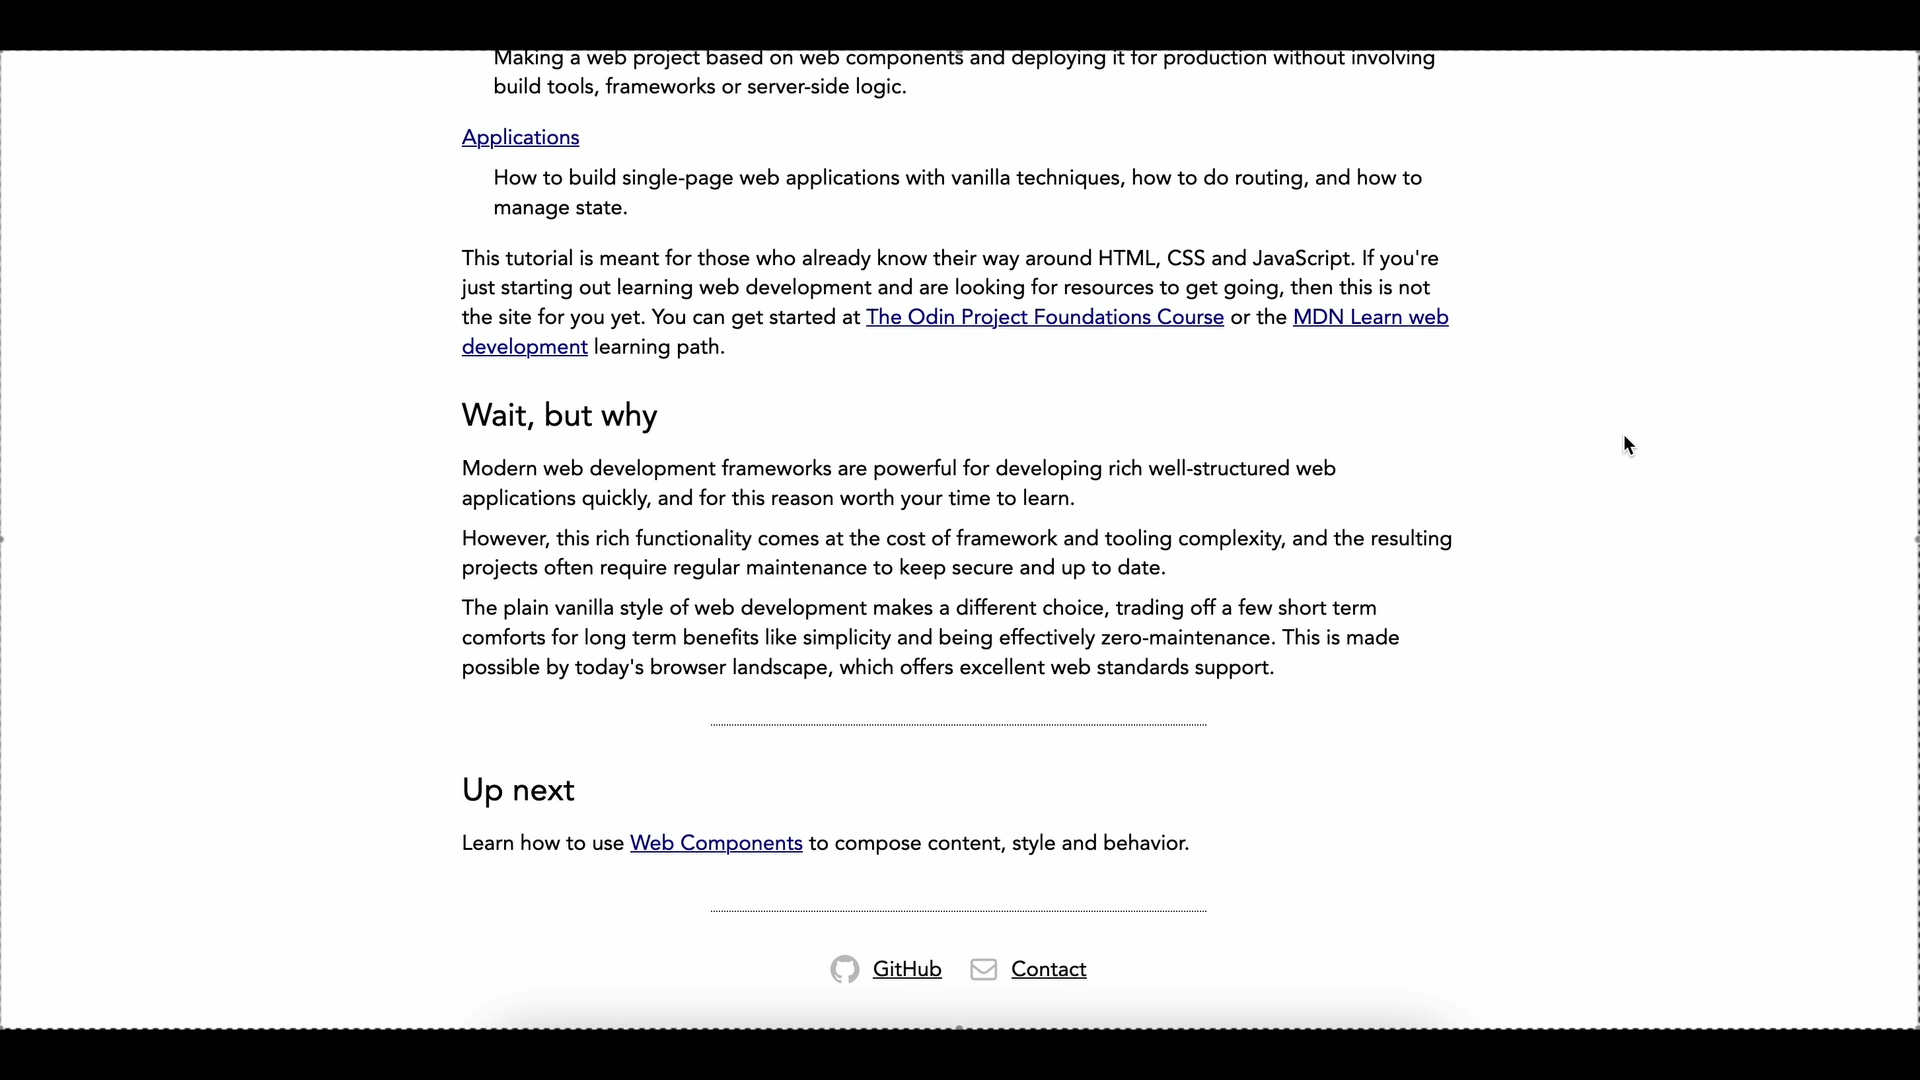 Making a web project based on web components and deploying it for production without involving
build tools, frameworks or server-side logic.
Applications
How to build single-page web applications with vanilla techniques, how to do routing, and how to
manage state.
This tutorial is meant for those who already know their way around HTML, CSS and JavaScript. If you're
just starting out learning web development and are looking for resources to get going, then this is not
the site for you yet. You can get started at The Odin Project Foundations Course or the MDN Learn web
development learning path.
Wait, but why
Modern web development frameworks are powerful for developing rich well-structured web
applications quickly, and for this reason worth your time to learn.
However, this rich functionality comes at the cost of framework and tooling complexity, and the resulting
projects often require regular maintenance to keep secure and up to date.
The plain vanilla style of web development makes a different choice, trading off a few short term
comforts for long term benefits like simplicity and being effectively zero-maintenance. This is made
possible by today's browser landscape, which offers excellent web standards support.
Up next
Learn how to use Web Components to compose content, style and behavior.
GitHub Contact